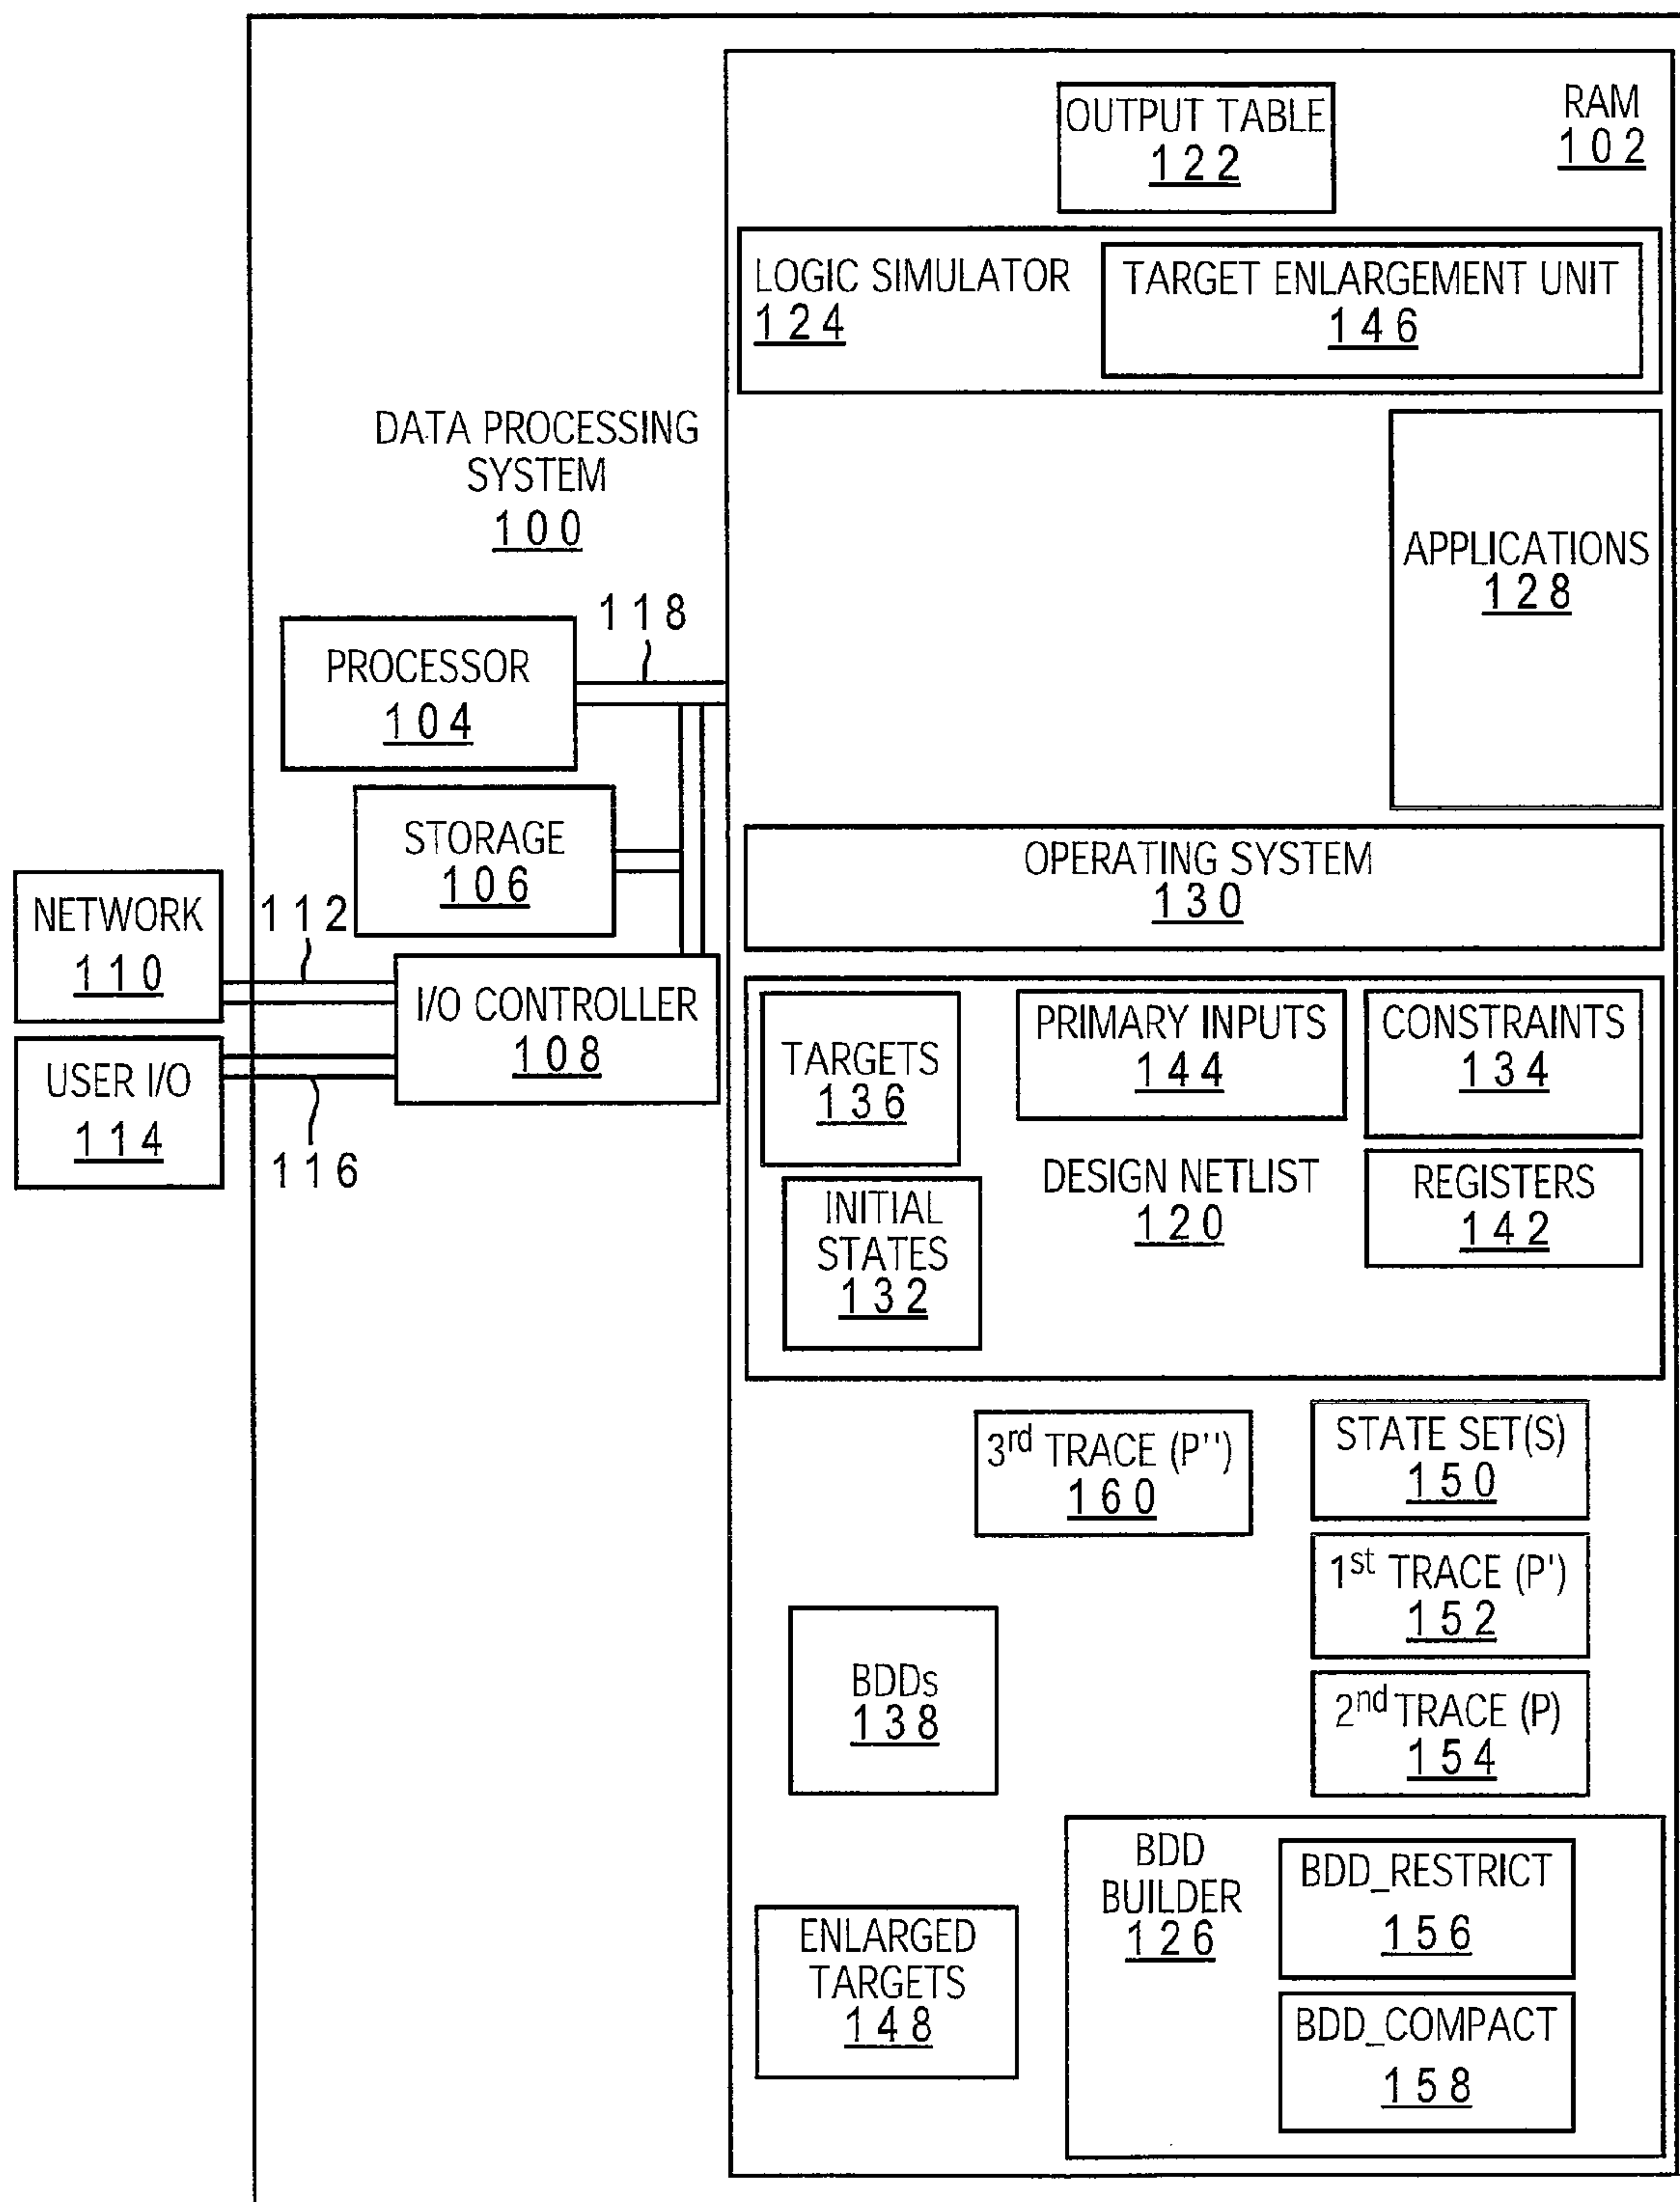 OUTPUT TABLE
122
RAM
102
LOGIC SIMULATOR
124
TARGET ENLARGEMENT UNIT
146
DATA PROCESSING
SYSTEM
100
APPLICATIONS
128
118
PROCESSOR
104
STORAGE
106
OPERATING SYSTEM
130
NETWORK
110
112
I/O CONTROLLER
108
USER I/O
114
116
TARGETS
136
PRIMARY INPUTS
144
CONSTRAINTS
134
INITIAL
STATES
132
DESIGN NETLIST
120
REGISTERS
142
3rd TRACE (P'')
160
STATE SET(S)
150
1st TRACE (P')
152
BDDs
138
2nd TRACE (P)
154
BDD
BUILDER
126
BDD_RESTRICT
156
ENLARGED
TARGETS
148
BDD_COMPACT
158